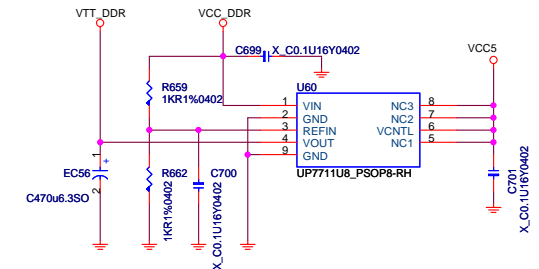 VTT_DDR
VCC_DDR
C699
X_C0.1U16Y0402
VCC5
R659
1KR1%0402
U60
1 VIN NC3 8
2 GND NC2 7
3 REFIN VCNTL 6
4 VOUT NC1 5
9 GND
UP7711U8_PSOP8-RH
1
+
EC56
2
C470u6.3SO
R662
1KR1%0402
C700
X_C0.1U16Y0402
C701
X_C0.1U16Y0402